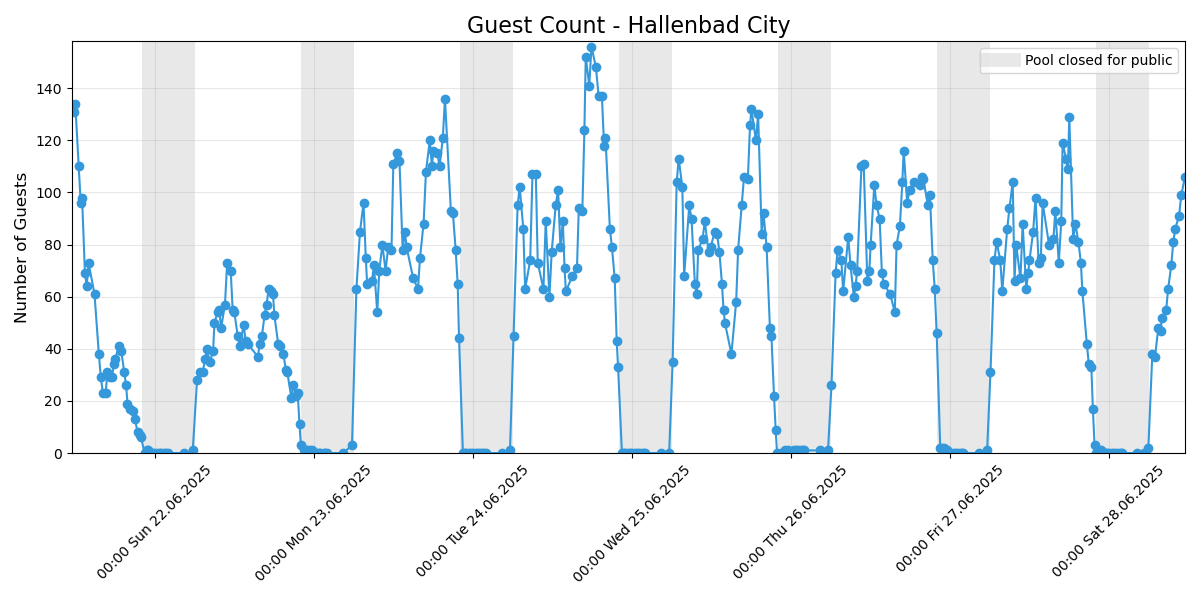 Guest Count - Hallenbad City
Pool closed for public
Number of Guests
140
120
100
80
60
40
20
0
00:00 Sun 22.06.2025
00:00 Mon 23.06.2025
00:00 Tue 24.06.2025
00:00 Wed 25.06.2025
00:00 Thu 26.06.2025
00:00 Fri 27.06.2025
00:00 Sat 28.06.2025